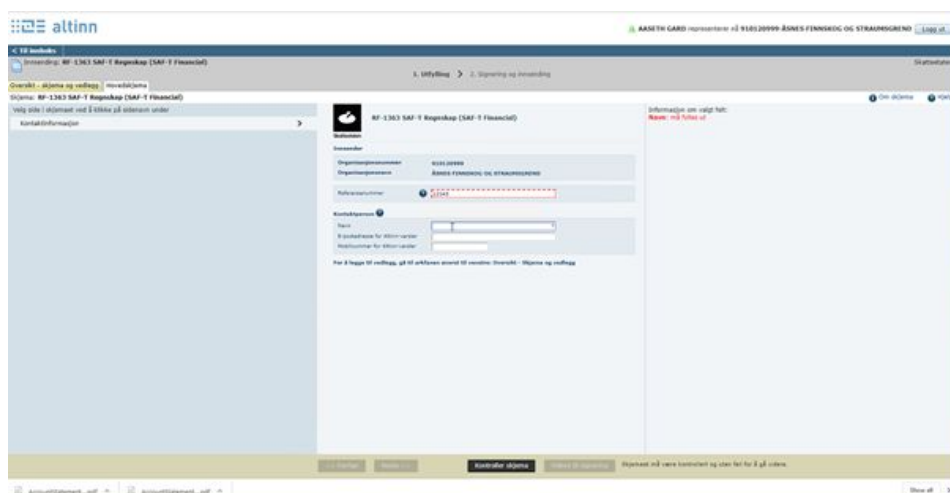 altinn
AASETH GARD representerer nå 910120999-ÅSNES-FINNSKOG OG STRAUMSGREND
Logg ut
< Til innboks
Innsending: RF-1363 SAF-T Regnskap (SAF-T Financial)
1. Utfylling > 2. Signering og innsending
Oversikt - skjema og vedlegg
Hovedskjema
Skjema: RF-1363 SAF-T Regnskap (SAF-T Financial)
Om skjema
Velg side i skjemaet ved å klikke på sidenavn under
Kontaktinformasjon
RF-1363 SAF-T Regnskap (SAF-T Financial)
Skatteetaten
Innsender
Organisasjonsnummer 910120999
Organisasjonsnavn ÅSNES-FINNSKOG OG STRAUMSGREND
Referansenummer 12345
Kontaktperson
Navn
E-postadresse for Altinn-varsler
Mobilnummer for Altinn-varsler
For å legge til vedlegg, gå til arkfanen øverst til venstre: Oversikt - Skjema og vedlegg
Informasjon om valgt felt:
Navn: må fylles ut
Kontroller skjema
Skjemaet må være kontrollert og uten feil for å gå videre.
AccountStatement...pdf
AccountStatement...pdf
Show all